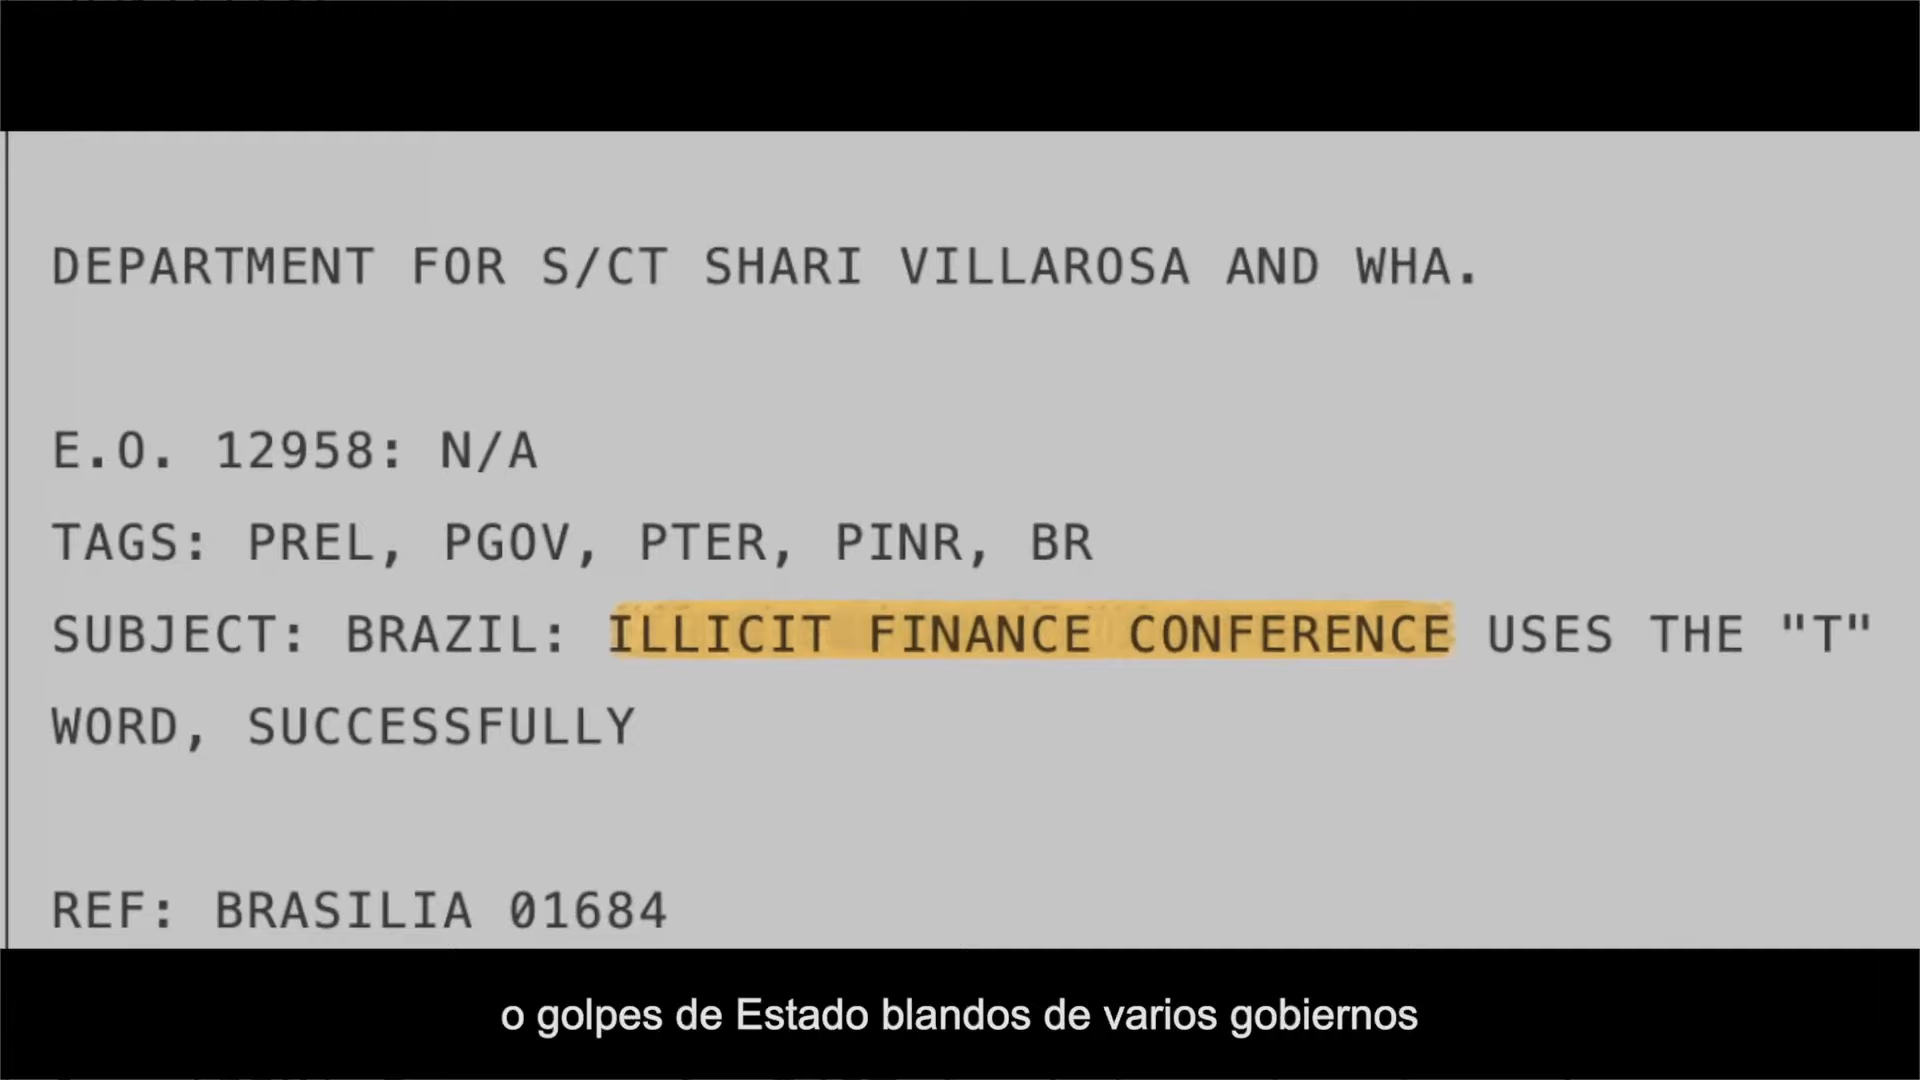 DEPARTMENT FOR S/CT SHARI VILLAROSA AND WHA.
E.O. 12958: N/A
TAGS: PREL, PGOV, PTER, PINR, BR
SUBJECT: BRAZIL: ILLICIT FINANCE CONFERENCE USES THE "T"
WORD, SUCCESSFULLY
REF: BRASILIA 01684
o golpes de Estado blandos de varios gobiernos